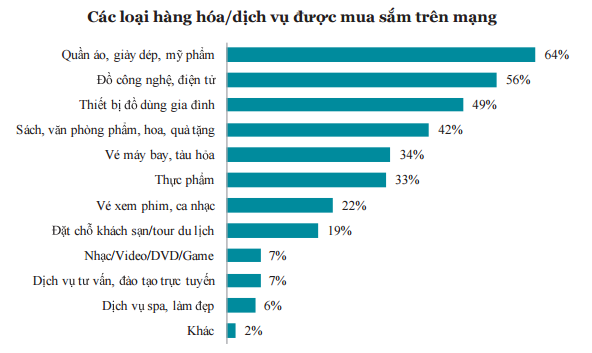 Các loại hàng hóa/dịch vụ được mua sắm trên mạng
Quần áo, giày dép, mỹ phẩm 64%
Đồ công nghệ, điện tử 56%
Thiết bị đồ dùng gia đình 49%
Sách, văn phòng phẩm, hoa, quà tặng 42%
Vé máy bay, tàu hỏa 34%
Thực phẩm 33%
Vé xem phim, ca nhạc 22%
Đặt chỗ khách sạn/tour du lịch 19%
Nhạc/Video/DVD/Game 7%
Dịch vụ tư vấn, đào tạo trực tuyến 7%
Dịch vụ spa, làm đẹp 6%
Khác 2%